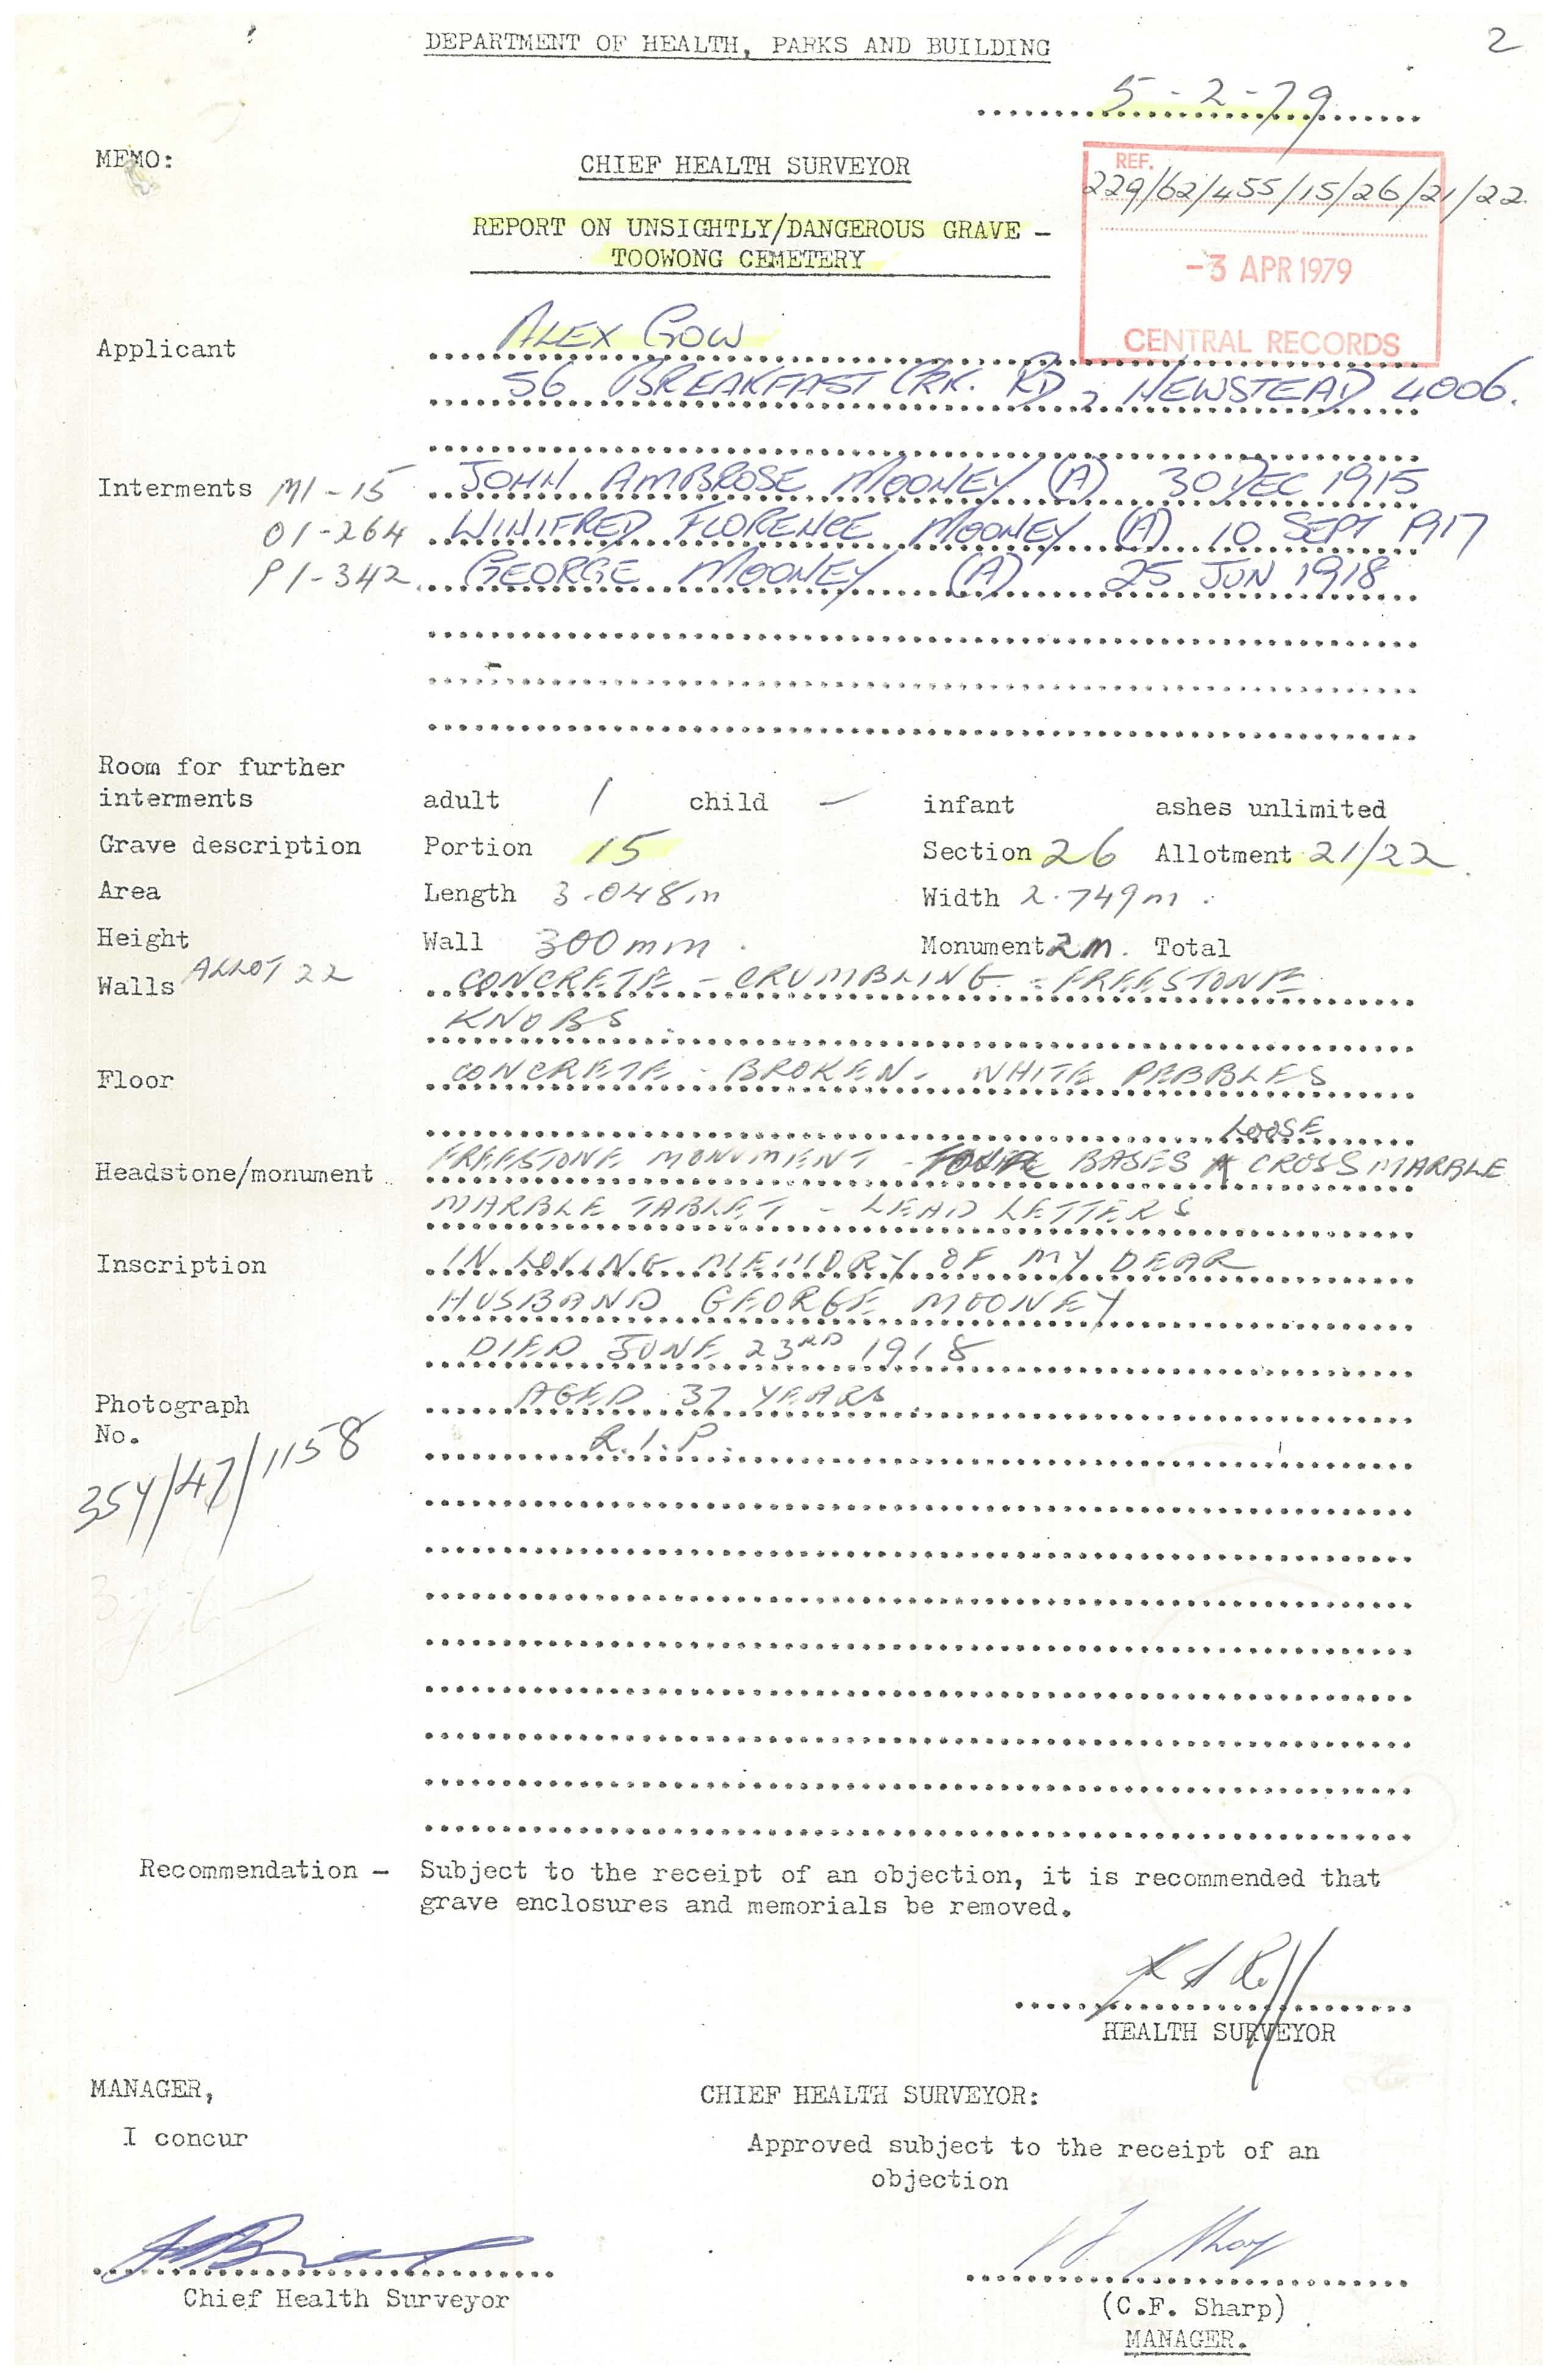 DEPARTMENT OF HEALTH, PARKS AND BUILDING
2
5-2-79
MEMO:
CHIEF HEALTH SURVEYOR
REF.
229/62/455/15/26/21/22
REPORT ON UNSIGHTLY/DANGEROUS GRAVE -
TOOWONG CEMETERY
-3 APR 1979
CENTRAL RECORDS
Applicant ALEX GOW
56 BREAKFAST CRK. RD, NEWSTEAD 4006.
Interments M1-15 JOHN AMBROSE MOONEY (A) 30 DEC 1915
O1-264 WINIFRED FLORENCE MOONEY (A) 10 SEPT 1917
P1-342 GEORGE MOONEY (A) 25 JUN 1918
Room for further
interments adult 1 child - infant ashes unlimited
Grave description Portion 15 Section 26 Allotment 21/22
Area Length 3.048m Width 2.749m.
Height Wall 300mm. Monument 2m. Total
Walls ALLOT 22 CONCRETE - CRUMBLING - FREESTONE
KNOBS
Floor CONCRETE - BROKEN - WHITE PEBBLES
LOOSE
Headstone/monument FREESTONE MONUMENT - BASES CROSS MARBLE
MARBLE TABLET - LEAD LETTERS
Inscription IN LOVING MEMORY OF MY DEAR
HUSBAND GEORGE MOONEY
DIED JUNE 23RD 1918
AGED 37 YEARS
R.I.P.
Photograph
No.
354/47/1158
Recommendation - Subject to the receipt of an objection, it is recommended that
grave enclosures and memorials be removed.
HEALTH SURVEYOR
MANAGER,
I concur
Chief Health Surveyor
CHIEF HEALTH SURVEYOR:
Approved subject to the receipt of an
objection
(C.F. Sharp)
MANAGER.